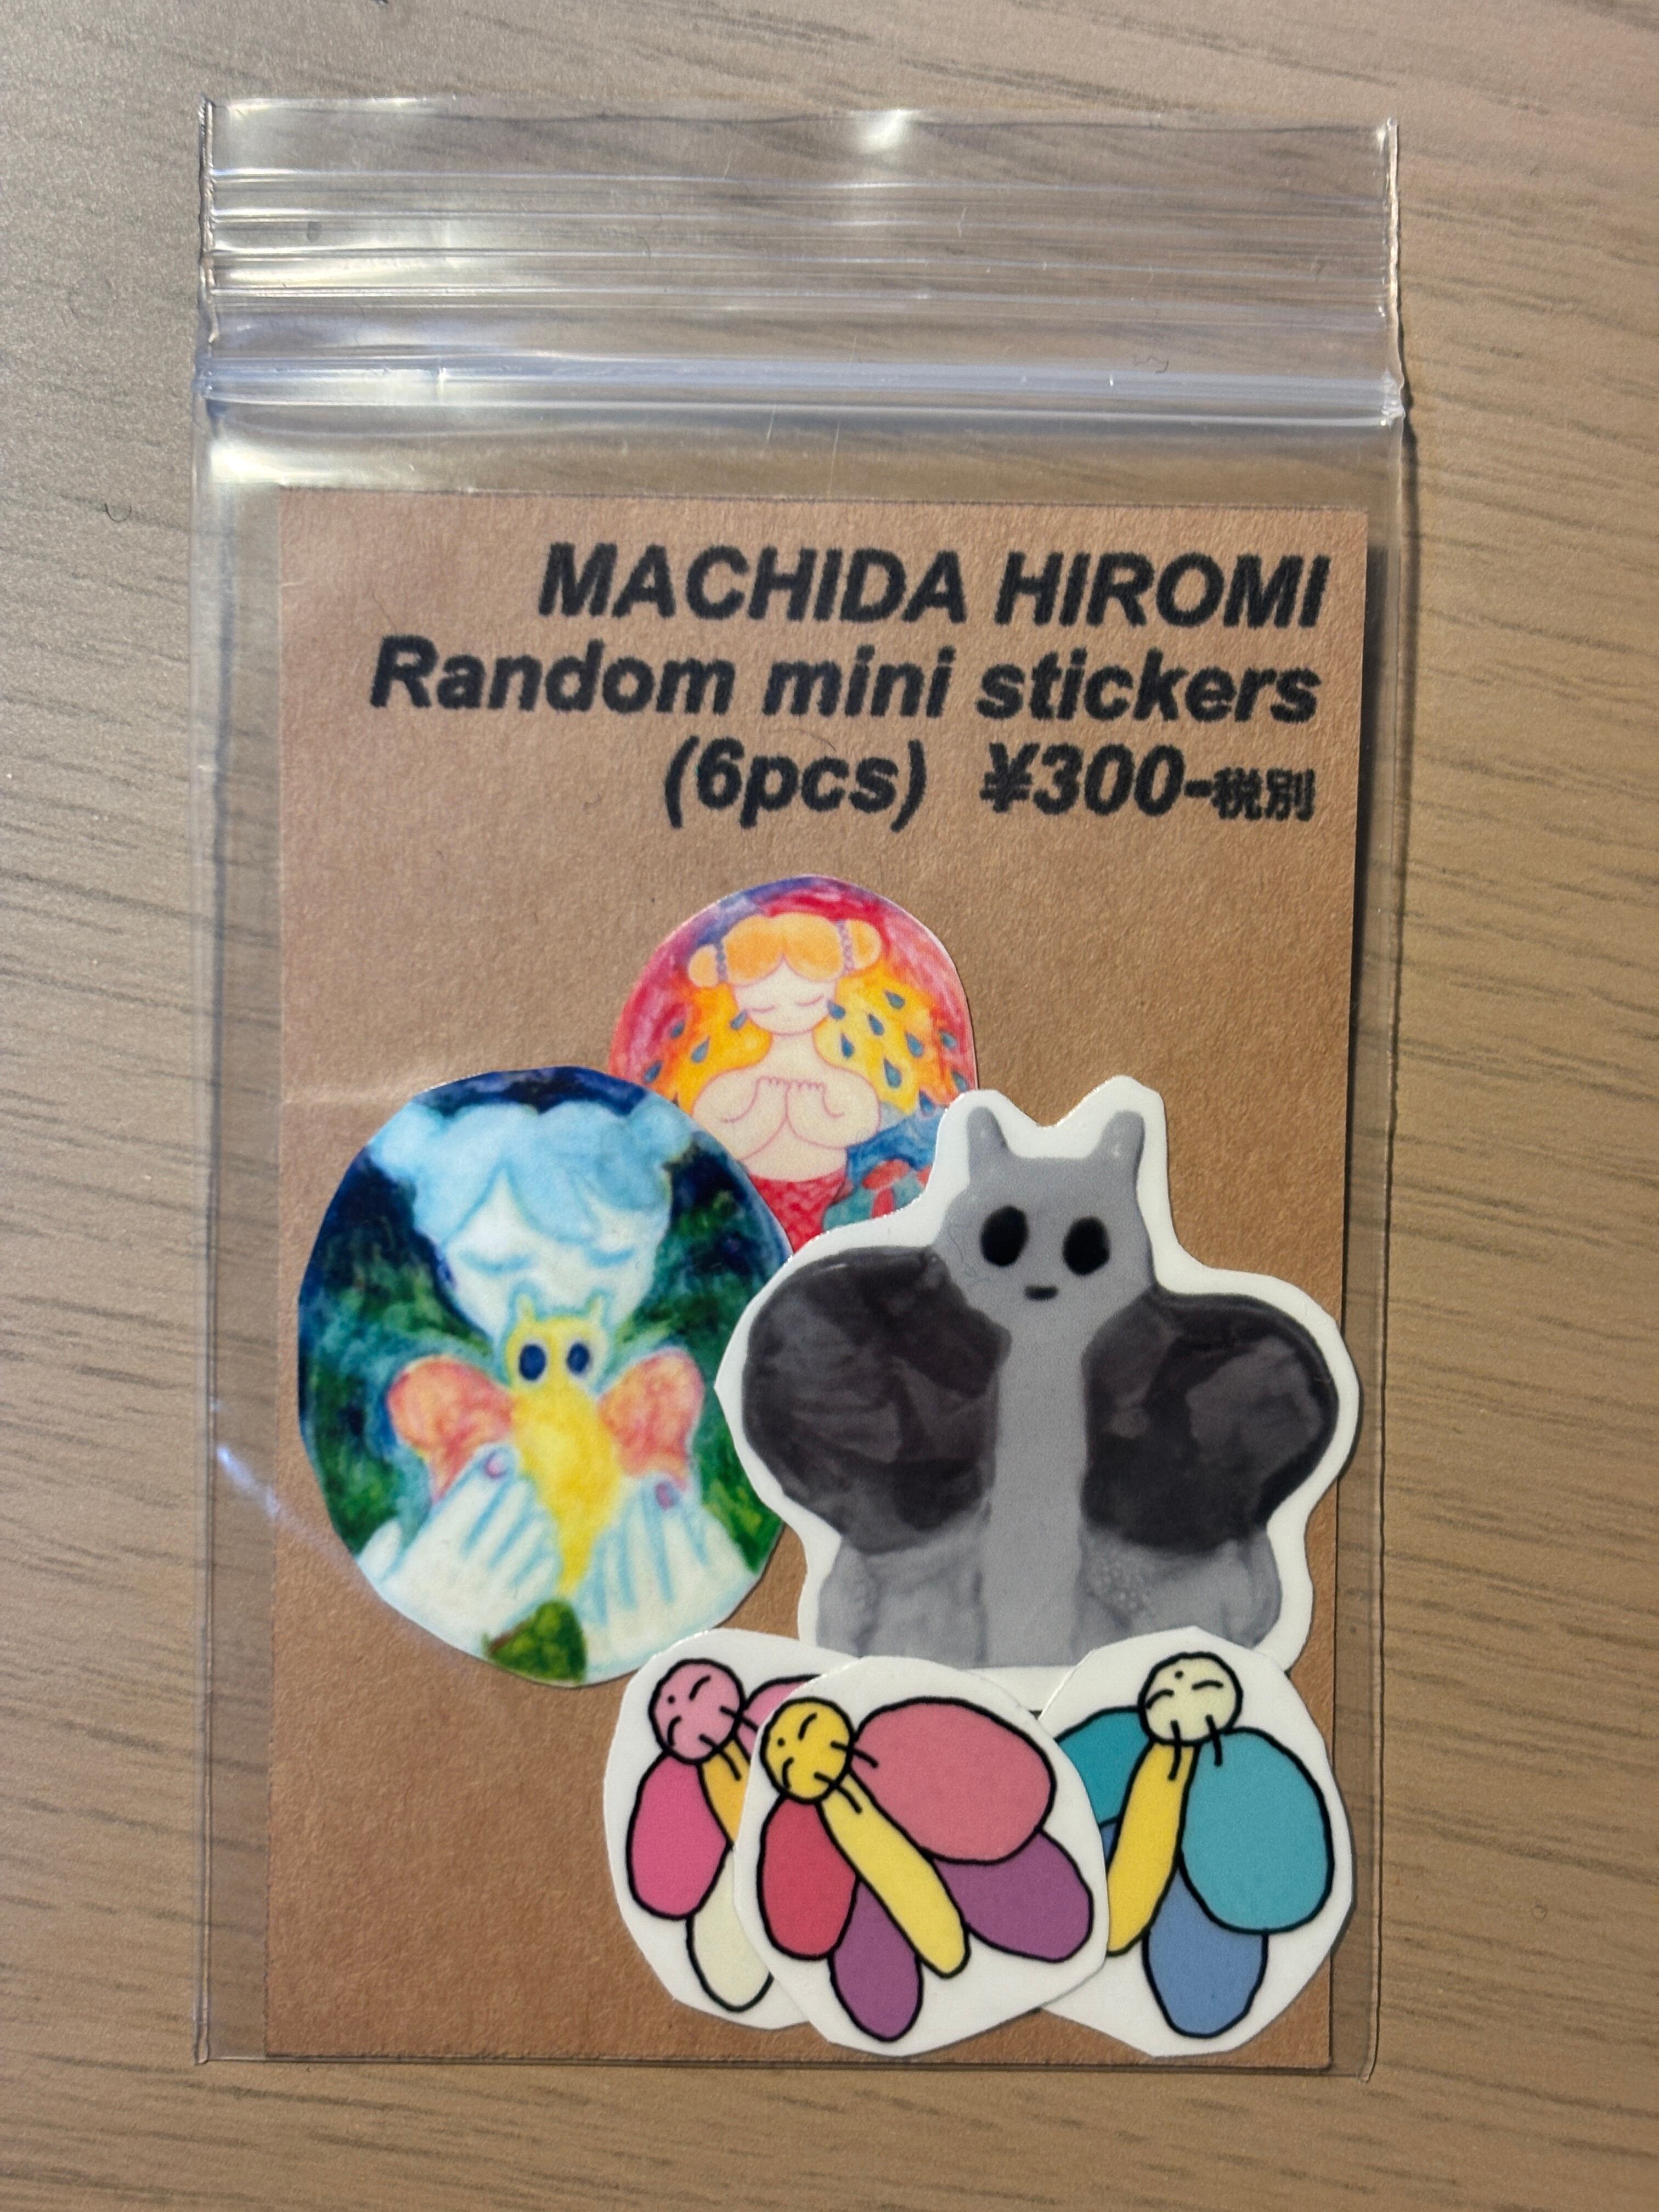 MACHIDA HIROMI
Random mini stickers
(6pcs) ¥300-税別